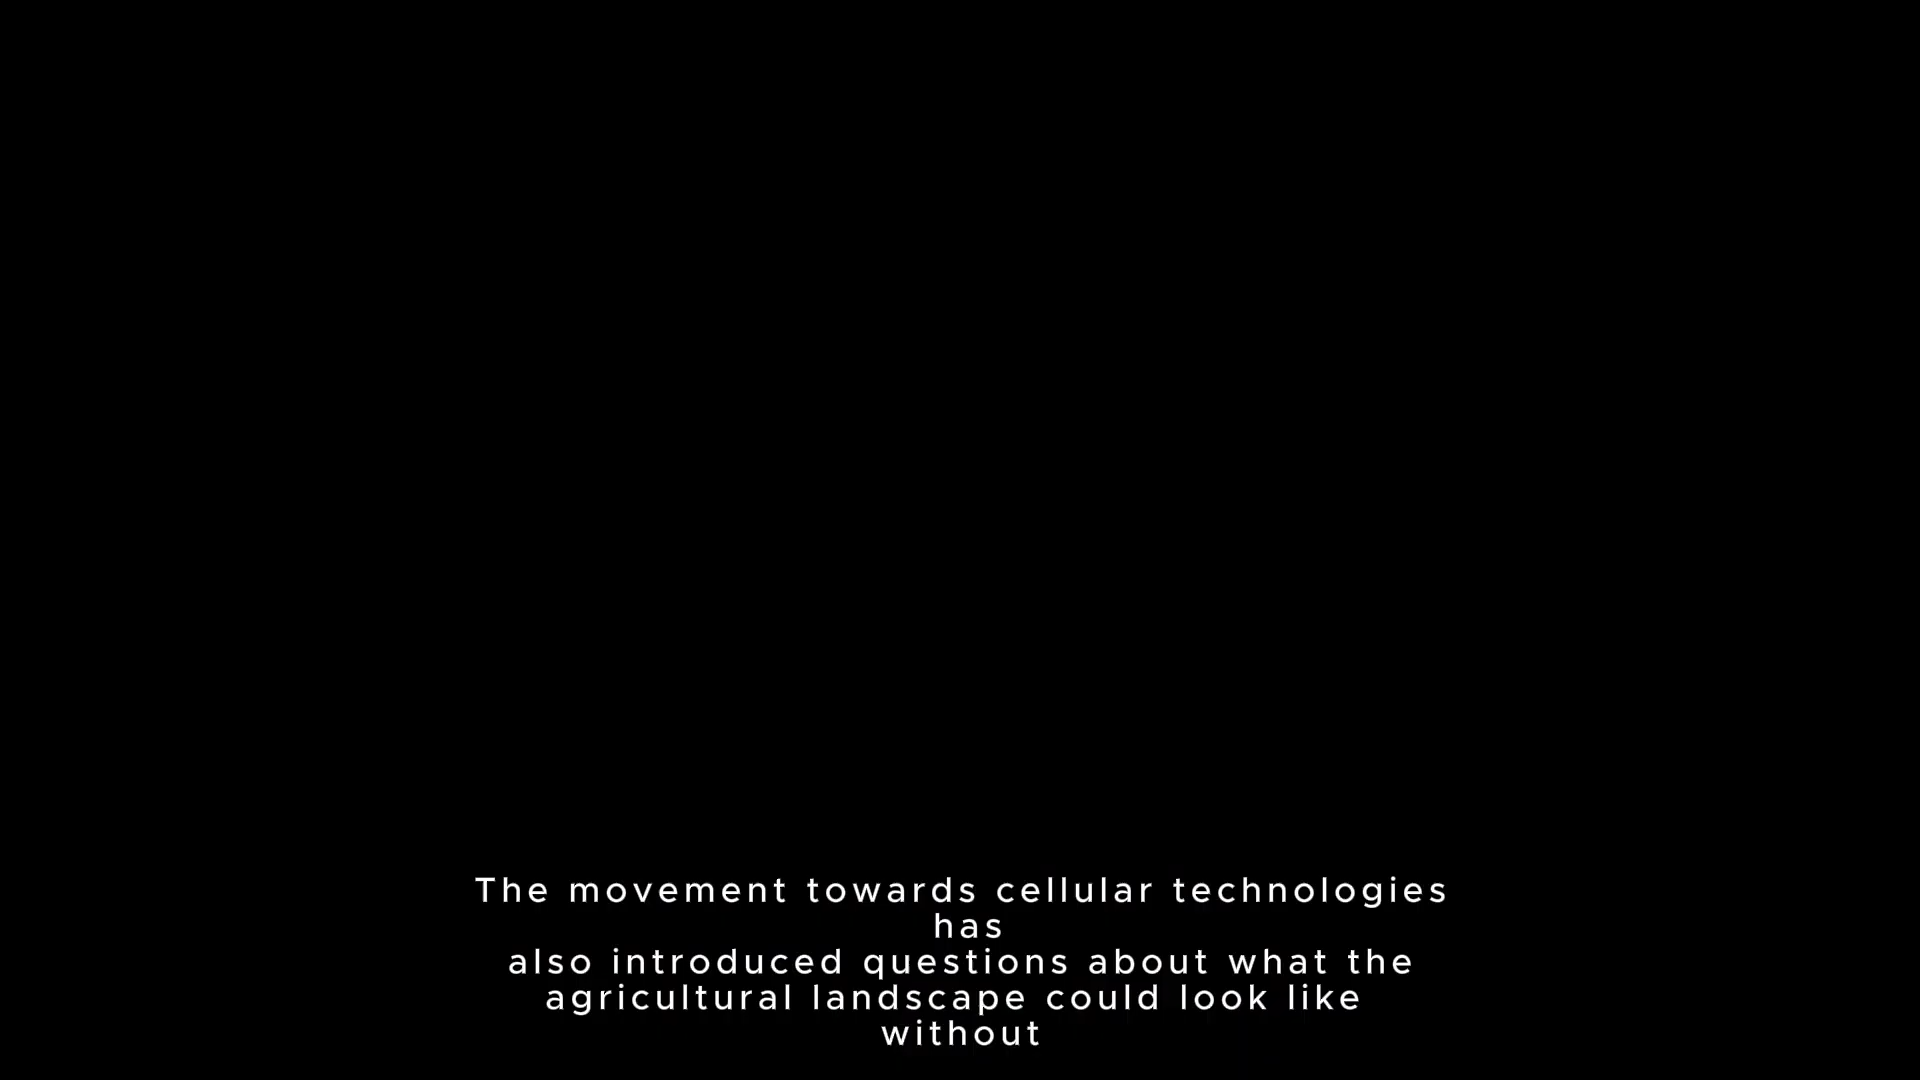 The movement towards cellular technologies
has
also introduced questions about what the
agricultural landscape could look like
without